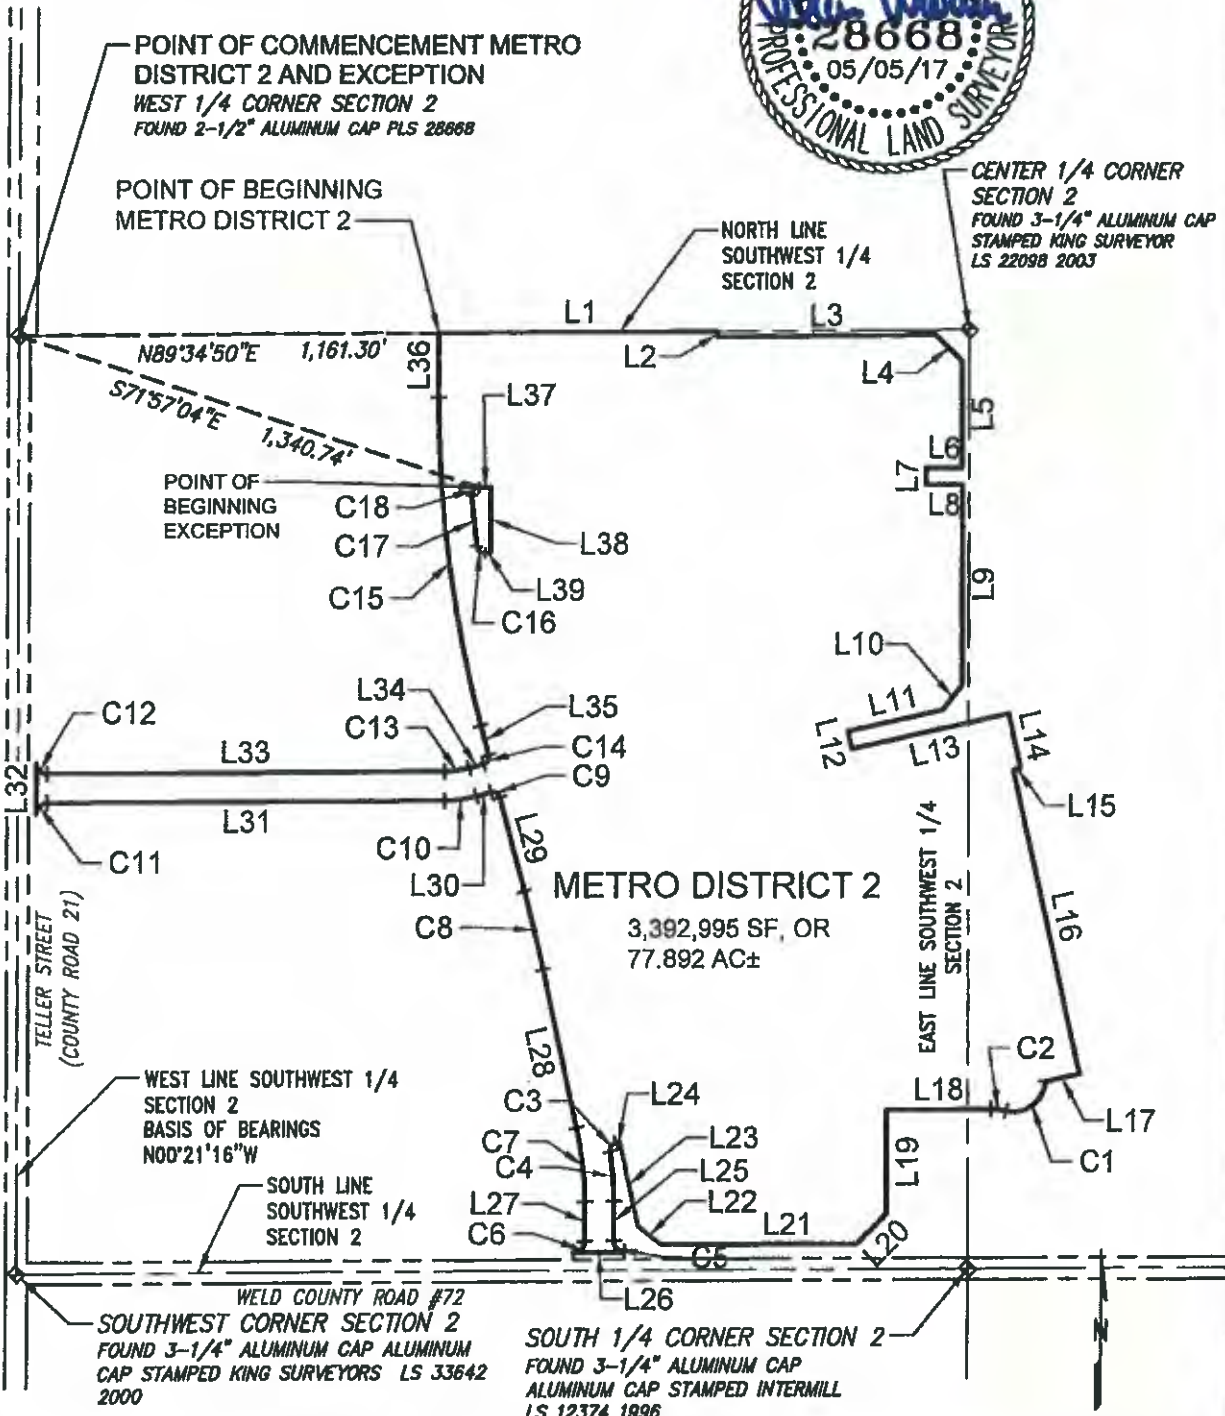 POINT OF COMMENCEMENT METRO
DISTRICT 2 AND EXCEPTION
WEST 1/4 CORNER SECTION 2
FOUND 2-1/2" ALUMINUM CAP PLS 28668
28668
05/05/17
PROFESSIONAL LAND SURVEYOR
POINT OF BEGINNING
METRO DISTRICT 2
CENTER 1/4 CORNER
SECTION 2
FOUND 3-1/4" ALUMINUM CAP
STAMPED KING SURVEYOR
LS 22098 2003
NORTH LINE
SOUTHWEST 1/4
SECTION 2
L1
L3
L2
L4
N89°34'50"E 1,161.30'
L36
S71°57'04"E 1,340.74'
L37
L5
L6
L7
L8
POINT OF
BEGINNING
EXCEPTION
C18
C17
L38
L39
C15
C16
L9
L10
L34
L35
L11
C12
C13
L12
L13
L14
L33
C14
C9
L32
L15
L31
C11
C10
L29
L30
METRO DISTRICT 2
3,392,995 SF, OR
77.892 AC±
C8
L16
EAST LINE SOUTHWEST 1/4
SECTION 2
TELLER STREET
(COUNTY ROAD 21)
L28
C2
WEST LINE SOUTHWEST 1/4
SECTION 2
BASIS OF BEARINGS
N00°21'16"W
C3
L24
L18
L17
C7
L23
C1
C4
L25
L19
SOUTH LINE
SOUTHWEST 1/4
SECTION 2
L27
L22
C6
L21
L20
C5
L26
WELD COUNTY ROAD #72
SOUTHWEST CORNER SECTION 2
FOUND 3-1/4" ALUMINUM CAP ALUMINUM
CAP STAMPED KING SURVEYORS LS 33642
2000
SOUTH 1/4 CORNER SECTION 2
FOUND 3-1/4" ALUMINUM CAP
ALUMINUM CAP STAMPED INTERMILL
LS 12374 1996
N